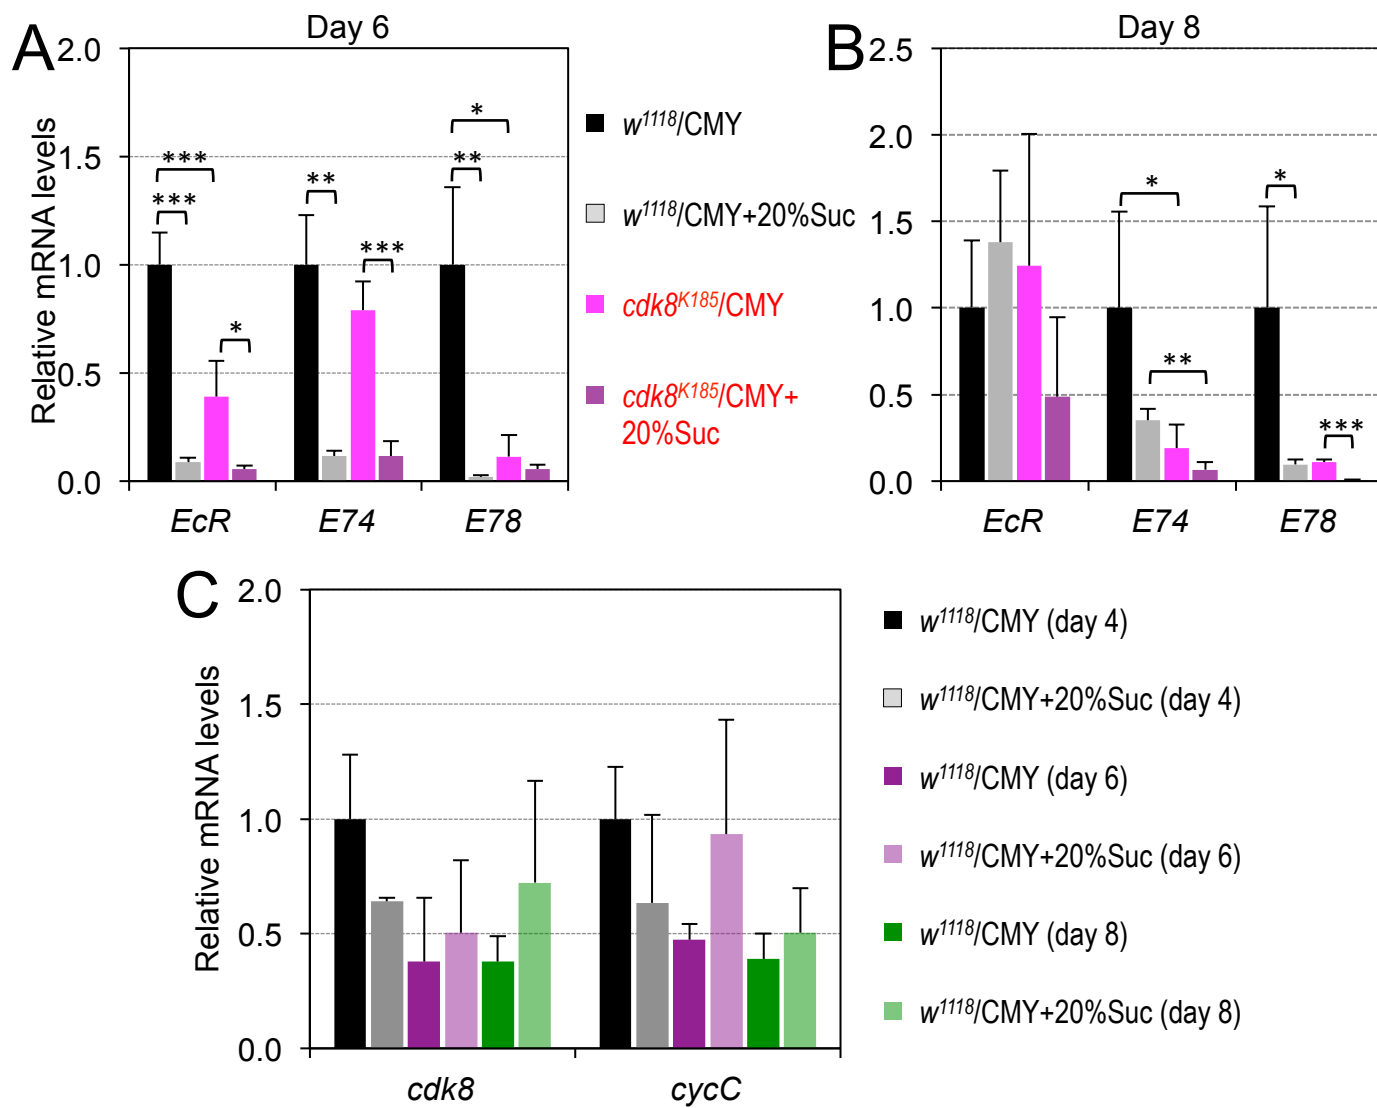 A
Day 6
2.0
1.5
1.0
0.5
0.0
Relative mRNA levels
***
***
*
**
***
*
**
EcR
E74
E78
w1118/CMY
w1118/CMY+20%Suc
cdk8K185/CMY
cdk8K185/CMY+
20%Suc
B
Day 8
2.5
2.0
1.5
1.0
0.5
0.0
*
**
*
***
EcR
E74
E78
C
2.0
1.5
1.0
0.5
0.0
Relative mRNA levels
cdk8
cycC
w1118/CMY (day 4)
w1118/CMY+20%Suc (day 4)
w1118/CMY (day 6)
w1118/CMY+20%Suc (day 6)
w1118/CMY (day 8)
w1118/CMY+20%Suc (day 8)